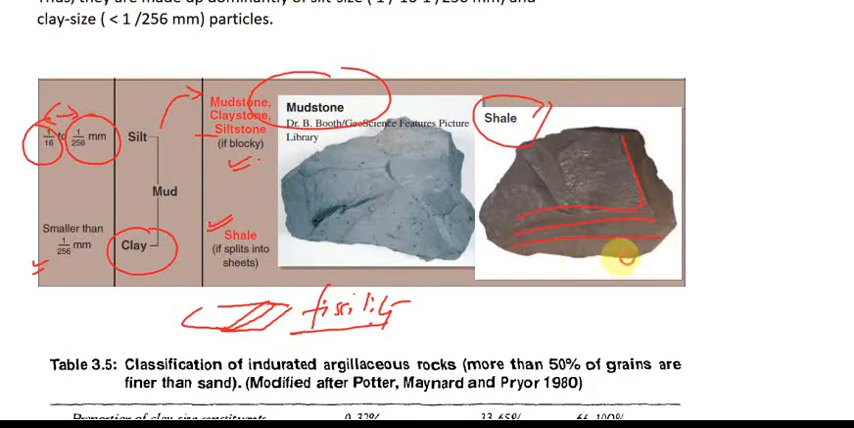 clay-size ( < 1 /256 mm) particles.
1/16 to 1/256 mm
Silt
Mudstone,
Claystone,
Siltstone
(if blocky)
Mudstone
Dr. B. Booth/GeoScience Features Picture
Library
Shale
Mud
Smaller than
1/256 mm
Clay
Shale
(if splits into
sheets)
fissility
Table 3.5: Classification of indurated argillaceous rocks (more than 50% of grains are
finer than sand). (Modified after Potter, Maynard and Pryor 1980)